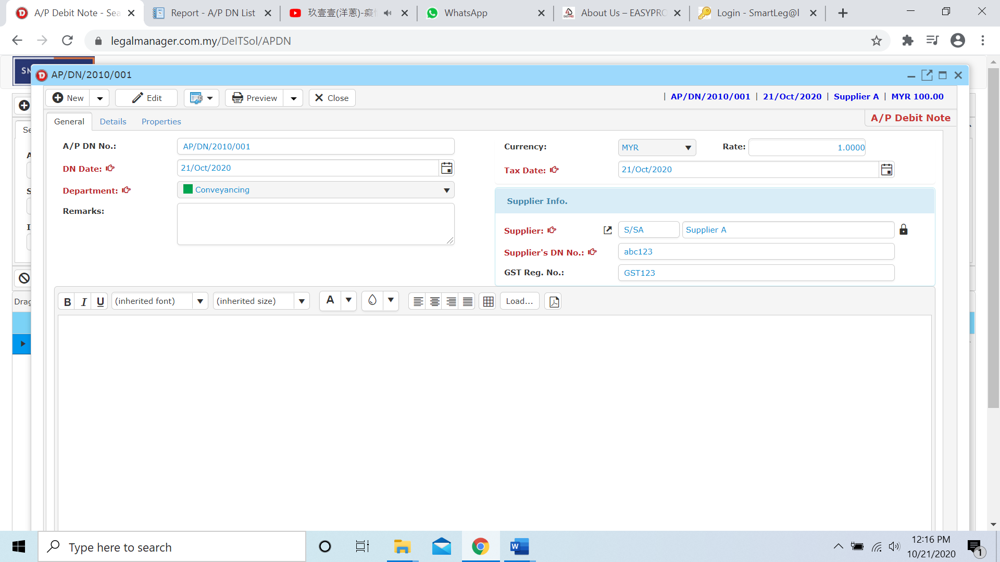 A/P Debit Note - Sea
Report - A/P DN List
玖壹壹(洋蔥)-癡
WhatsApp
About Us – EASYPRO
Login - SmartLeg@l
legalmanager.com.my/DeITSol/APDN
AP/DN/2010/001
New
Edit
Preview
Close
| AP/DN/2010/001 | 21/Oct/2020 | Supplier A | MYR 100.00
General
Details
Properties
A/P Debit Note
A/P DN No.:
AP/DN/2010/001
Currency:
MYR
Rate:
1.0000
DN Date:
21/Oct/2020
Tax Date:
21/Oct/2020
Department:
Conveyancing
Supplier Info.
Remarks:
Supplier:
S/SA
Supplier A
Supplier's DN No.:
abc123
GST Reg. No.:
GST123
B I U
(inherited font)
(inherited size)
A
Load...
Drag
Type here to search
12:16 PM
10/21/2020
1